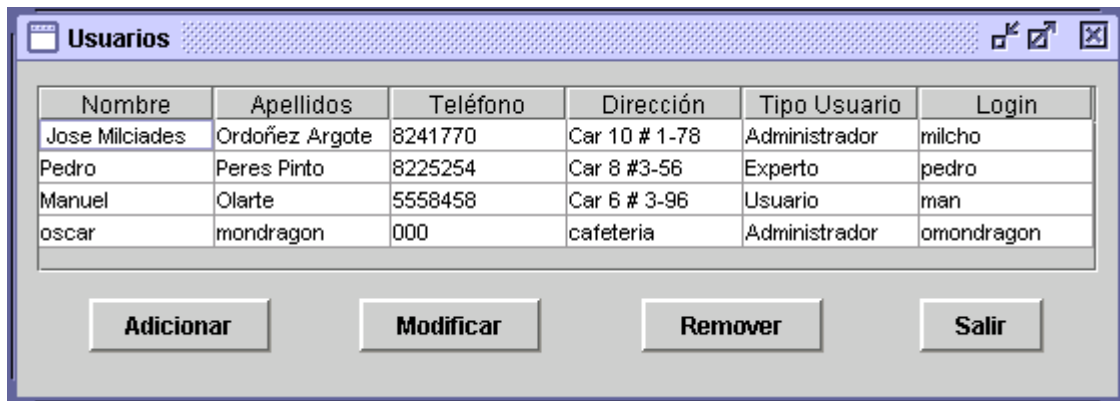 Usuarios
Nombre Apellidos Teléfono Dirección Tipo Usuario Login
Jose Milciades Ordoñez Argote 8241770 Car 10 # 1-78 Administrador milcho
Pedro Peres Pinto 8225254 Car 8 #3-56 Experto pedro
Manuel Olarte 5558458 Car 6 # 3-96 Usuario man
oscar mondragon 000 cafeteria Administrador omondragon
Adicionar Modificar Remover Salir